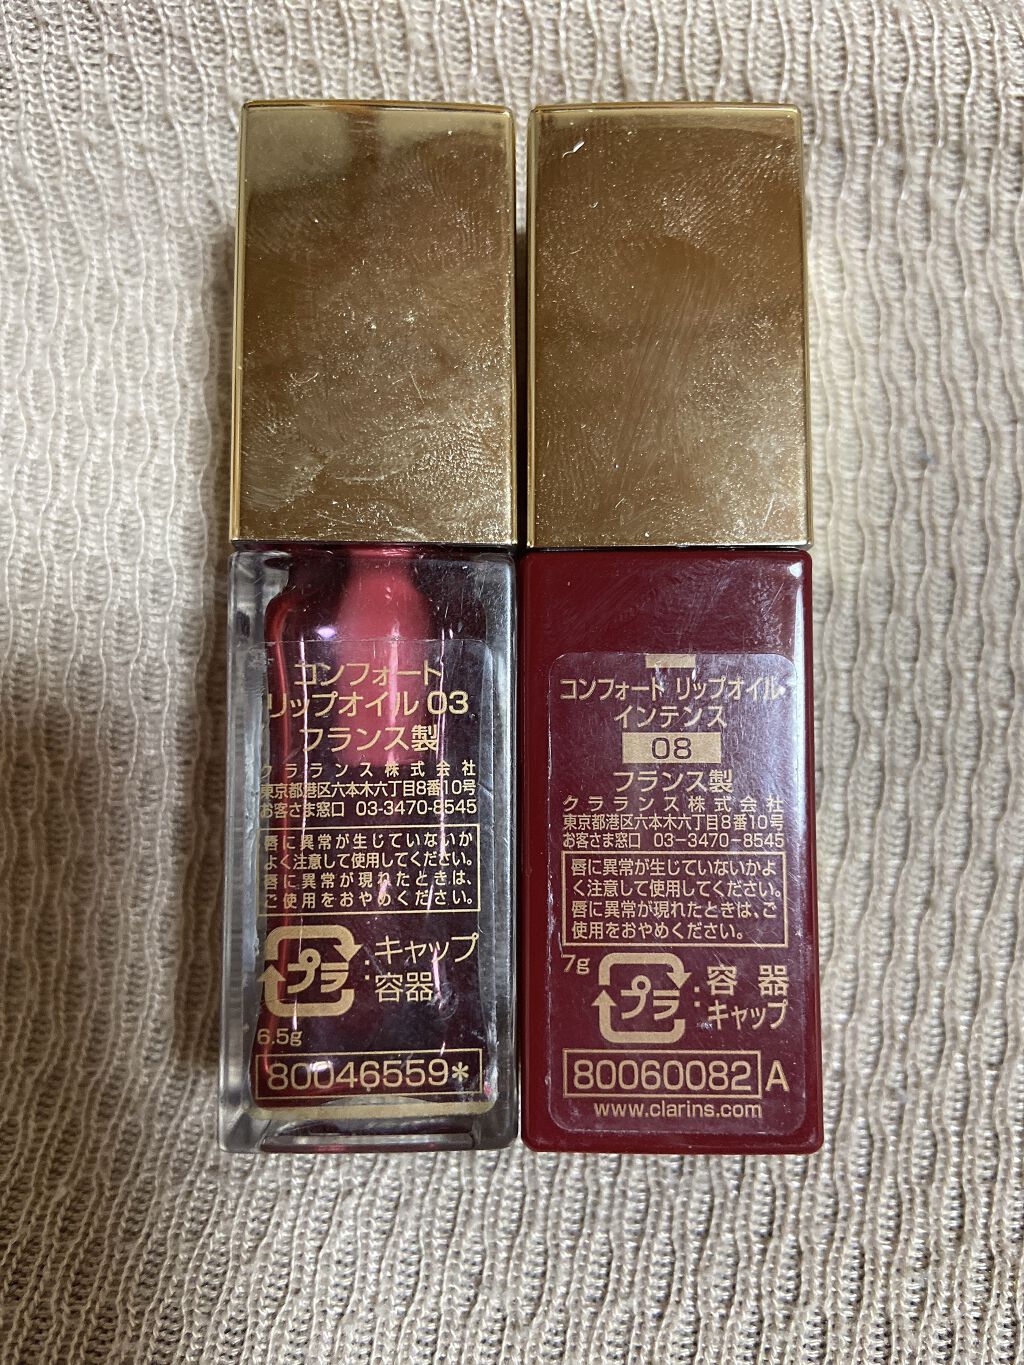 コンフォート
リップオイル 03
フランス製
クラランス株式会社
東京都港区六本木六丁目8番10号
お客さま窓口 03-3470-8545
唇に異常が生じていないか
よく注意して使用してください。
唇に異常が現れたときは、
ご使用をおやめください。
プラ
:キャップ
容器
6.5g
80046559*
コンフォート リップオイル・
インテンス
08
フランス製
クラランス株式会社
東京都港区六本木六丁目8番10号
お客さま窓口 03-3470-8545
唇に異常が生じていないかよ
く注意して使用してください。
唇に異常が現れたときは、ご
使用をおやめください。
7g
プラ
:容器
キャップ
80060082 A
www.clarins.com